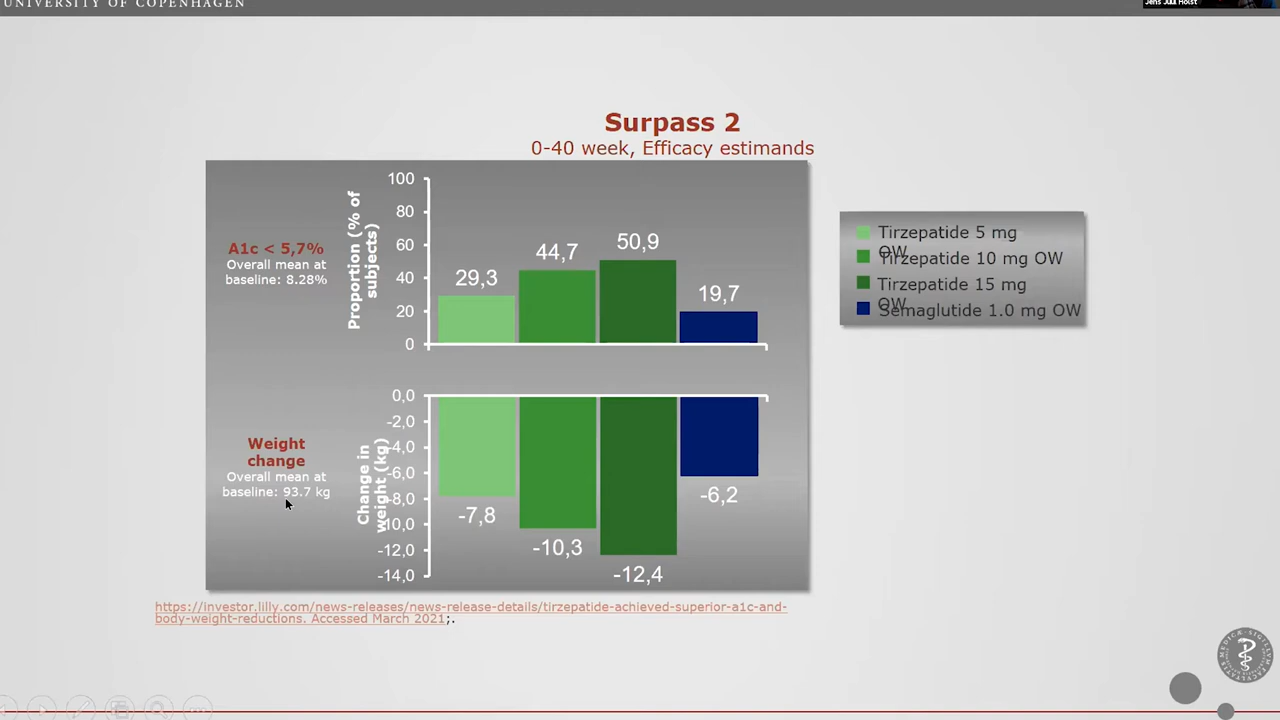 UNIVERSITY OF COPENHAGEN
Jens Juul Holst
Surpass 2
0-40 week, Efficacy estimands
A1c < 5,7%
Overall mean at
baseline: 8.28%
Proportion (% of
subjects)
100
80
60
40
20
0
29,3
44,7
50,9
19,7
Tirzepatide 5 mg
OW
Tirzepatide 10 mg OW
Tirzepatide 15 mg
OW
Semaglutide 1.0 mg OW
Weight
change
Overall mean at
baseline: 93.7 kg
Change in
weight (kg)
0,0
-2,0
-4,0
-6,0
-8,0
-10,0
-12,0
-14,0
-7,8
-10,3
-12,4
-6,2
https://investor.lilly.com/news-releases/news-release-details/tirzepatide-achieved-superior-a1c-and-
body-weight-reductions. Accessed March 2021;.